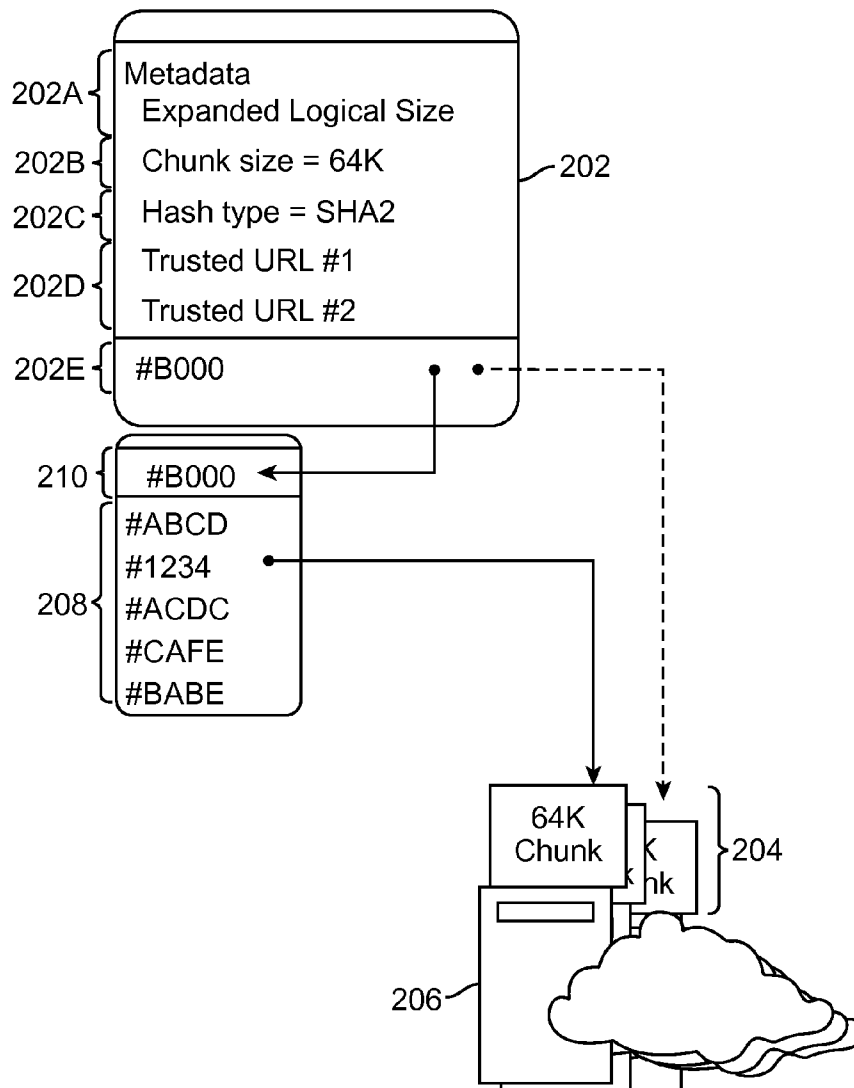 Metadata
202A
Expanded Logical Size
202B
Chunk size = 64K
202
202C
Hash type = SHA2
202D
Trusted URL #1
Trusted URL #2
202E
#B000
210
#B000
#ABCD
#1234
208
#ACDC
#CAFE
#BABE
64K
Chunk
K
nk
k
204
206